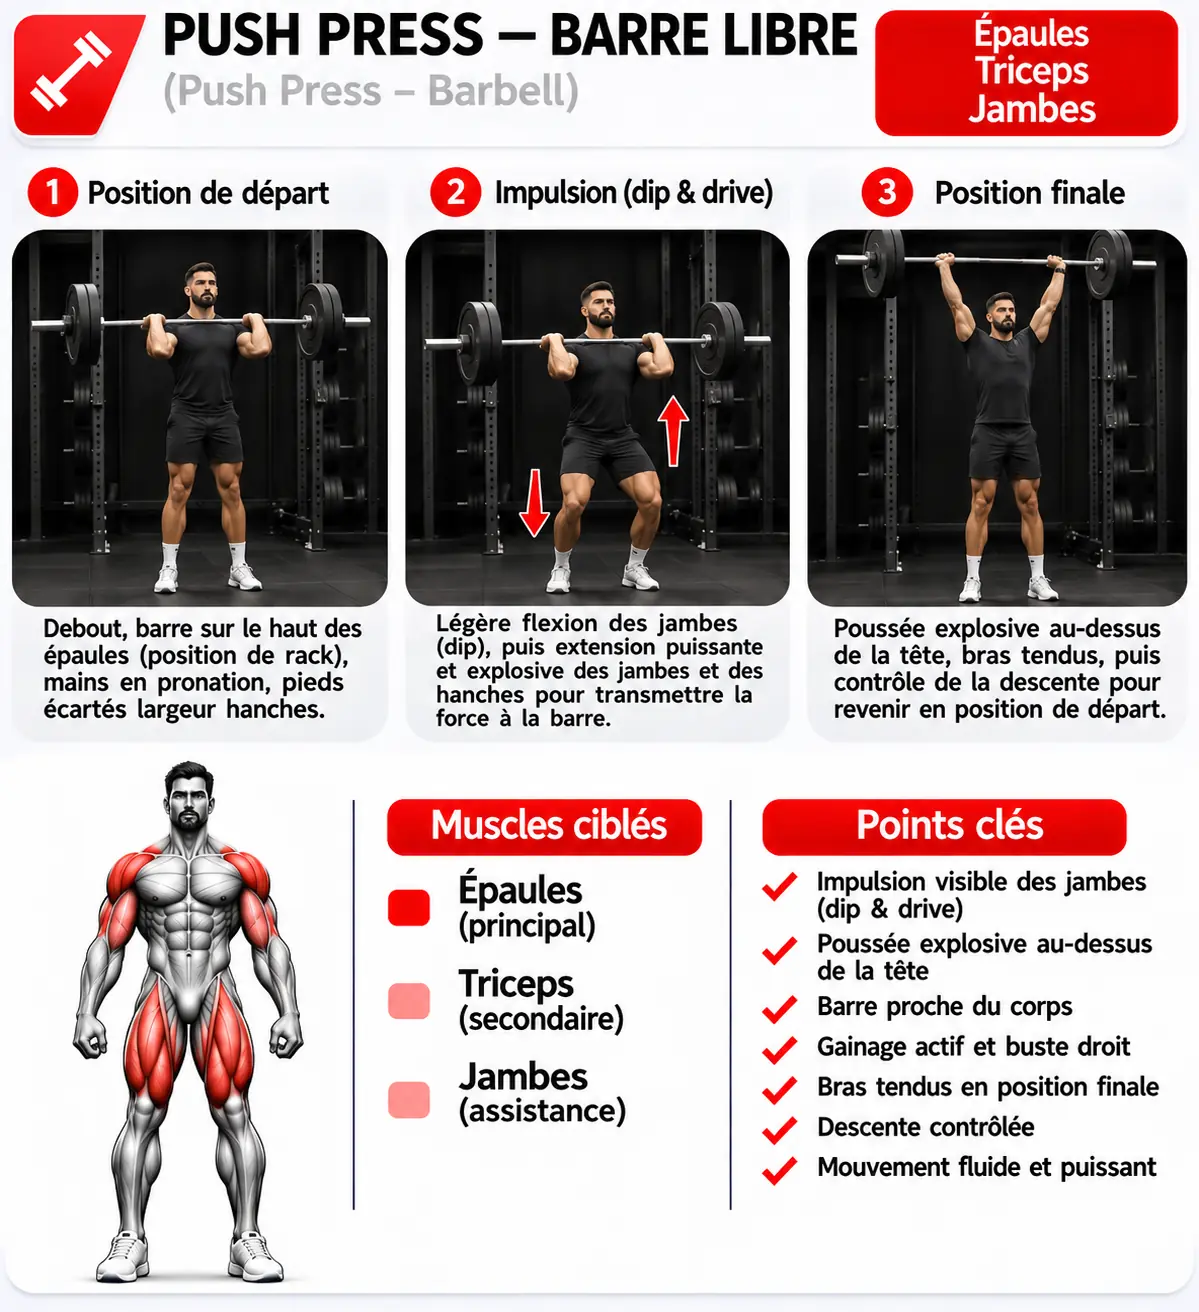 PUSH PRESS – BARRE LIBRE
(Push Press – Barbell)
Épaules
Triceps
Jambes
1 Position de départ
2 Impulsion (dip & drive)
3 Position finale
Debout, barre sur le haut des
épaules (position de rack),
mains en pronation, pieds
écartés largeur hanches.
Légère flexion des jambes
(dip), puis extension puissante
et explosive des jambes et des
hanches pour transmettre la
force à la barre.
Poussée explosive au-dessus
de la tête, bras tendus, puis
contrôle de la descente pour
revenir en position de départ.
Muscles ciblés
Épaules
(principal)
Triceps
(secondaire)
Jambes
(assistance)
Points clés
Impulsion visible des jambes
(dip & drive)
Poussée explosive au-dessus
de la tête
Barre proche du corps
Gainage actif et buste droit
Bras tendus en position finale
Descente contrôlée
Mouvement fluide et puissant